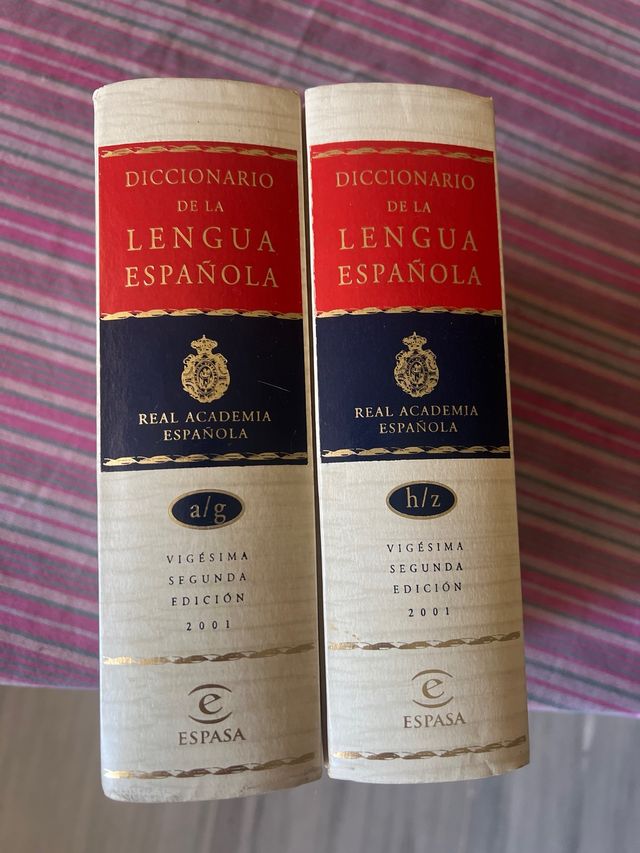 DICCIONARIO
DE LA
LENGUA
ESPAÑOLA
REAL ACADEMIA
ESPAÑOLA
a/g
VIGÉSIMA
SEGUNDA
EDICIÓN
2001
e
ESPASA
DICCIONARIO
DE LA
LENGUA
ESPAÑOLA
REAL ACADEMIA
ESPAÑOLA
h/z
VIGÉSIMA
SEGUNDA
EDICIÓN
2001
e
ESPASA